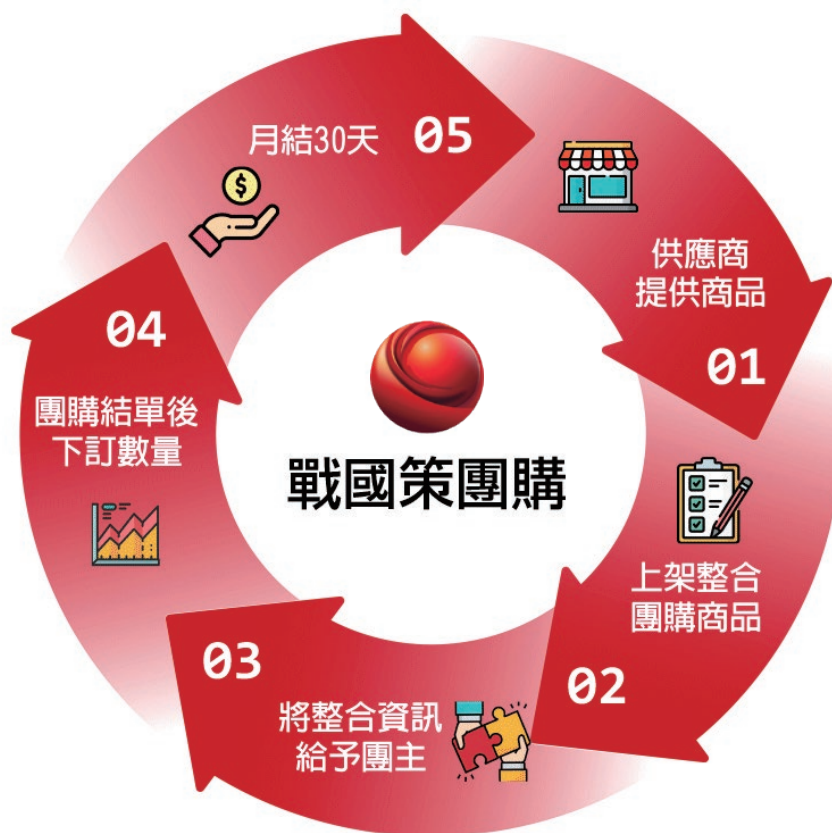 供應商
提供商品
01
上架整合
團購商品
02
將整合資訊
給予團主
03
團購結單後
下訂數量
04
月結30天
05
戰國策團購